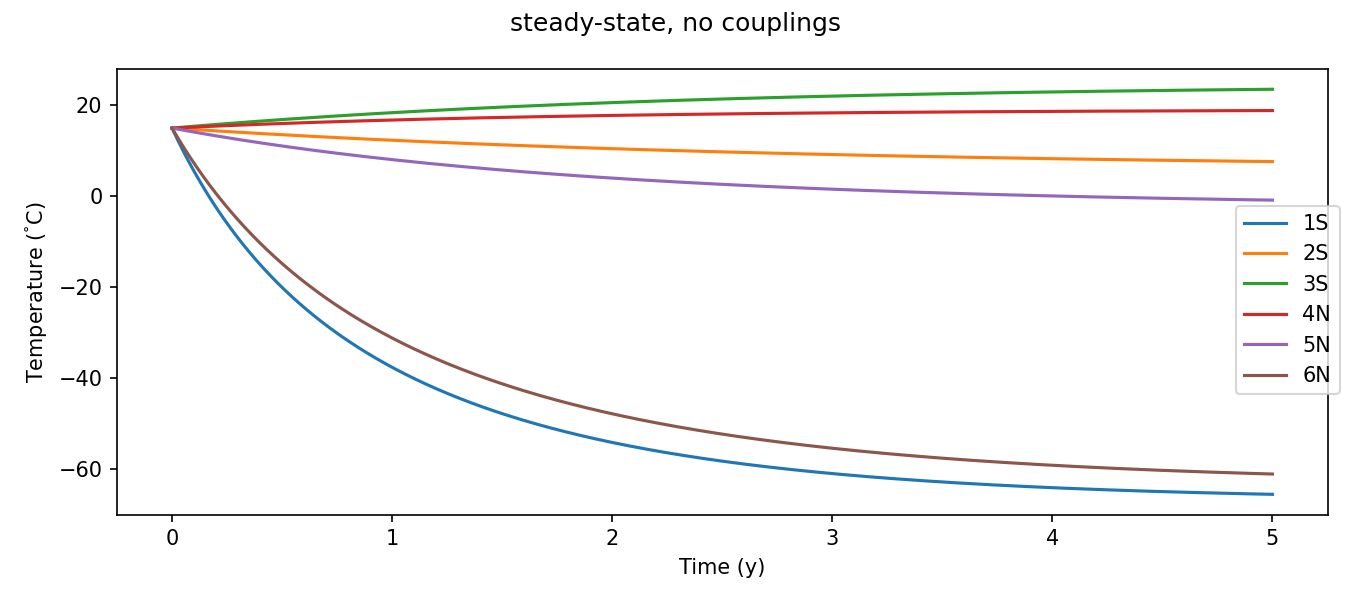 steady-state, no couplings
20
0
−20
−40
−60
Temperature (˚C)
1S
2S
3S
4N
5N
6N
0 1 2 3 4 5
Time (y)